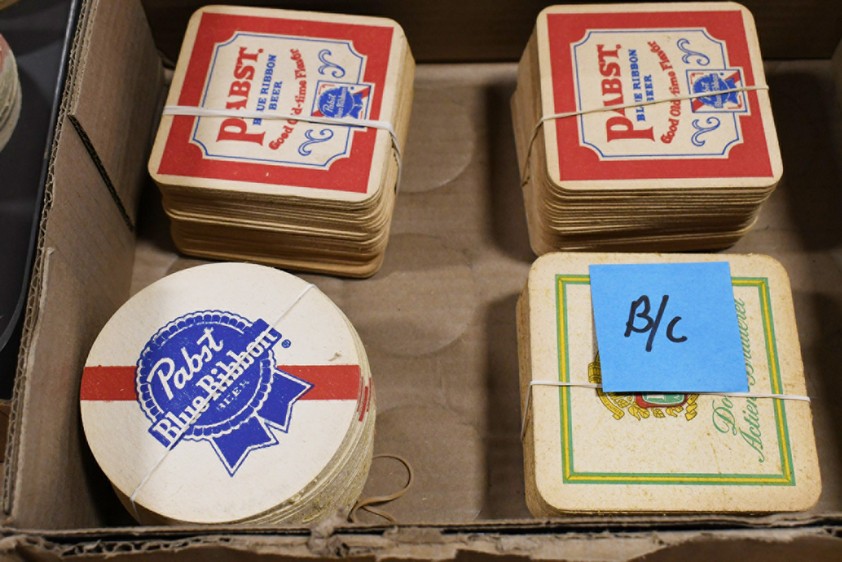 PABST.
BLUE RIBBON
BEER
Good Old-time Flavor
PABST.
BLUE RIBBON
BEER
Good Old-time Flavor
Pabst
Blue Ribbon®
BEER
B/C